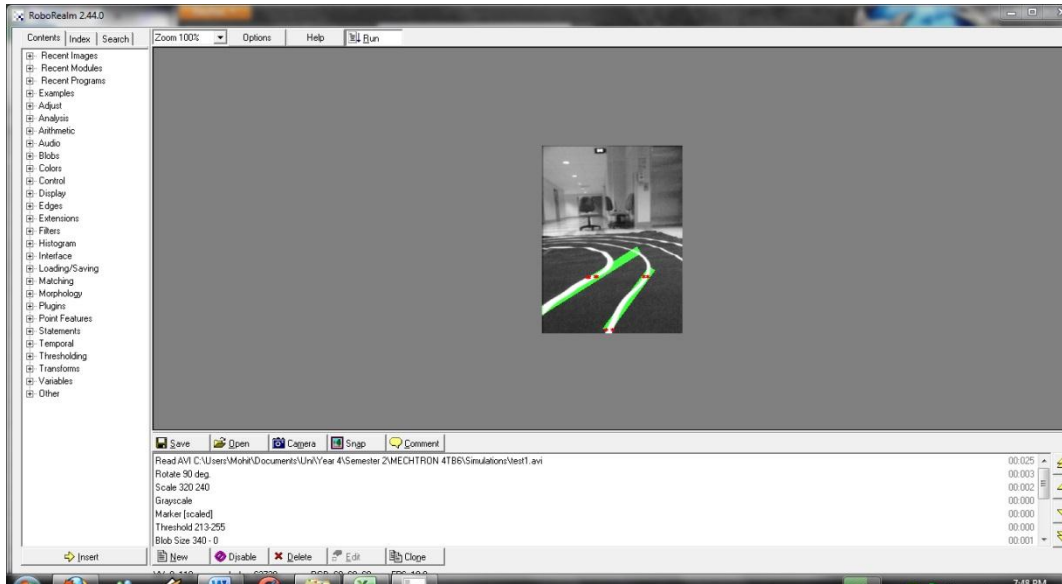 RoboRealm 2.44.0
Contents Index Search
Zoom 100% Options Help Run
Recent Images
Recent Modules
Recent Programs
Examples
Adjust
Analysis
Arithmetic
Audio
Blobs
Colors
Control
Display
Edges
Extensions
Filters
Histogram
Interface
Loading/Saving
Matching
Morphology
Plugins
Point Features
Statements
Temporal
Thresholding
Transforms
Variables
Other
Save Open Camera Snap Comment
Read AVI C:\Users\Mohit\Documents\Uni\Year 4\Semester 2\MECHTRON 4TB6\Simulations\test1.avi 00:025
Rotate 90 deg. 00:003
Scale 320 240 00:002
Grayscale 00:000
Marker [scaled] 00:000
Threshold 213-255 00:000
Blob Size 340 - 0 00:001
Insert New Disable Delete Edit Clone
7:48 PM